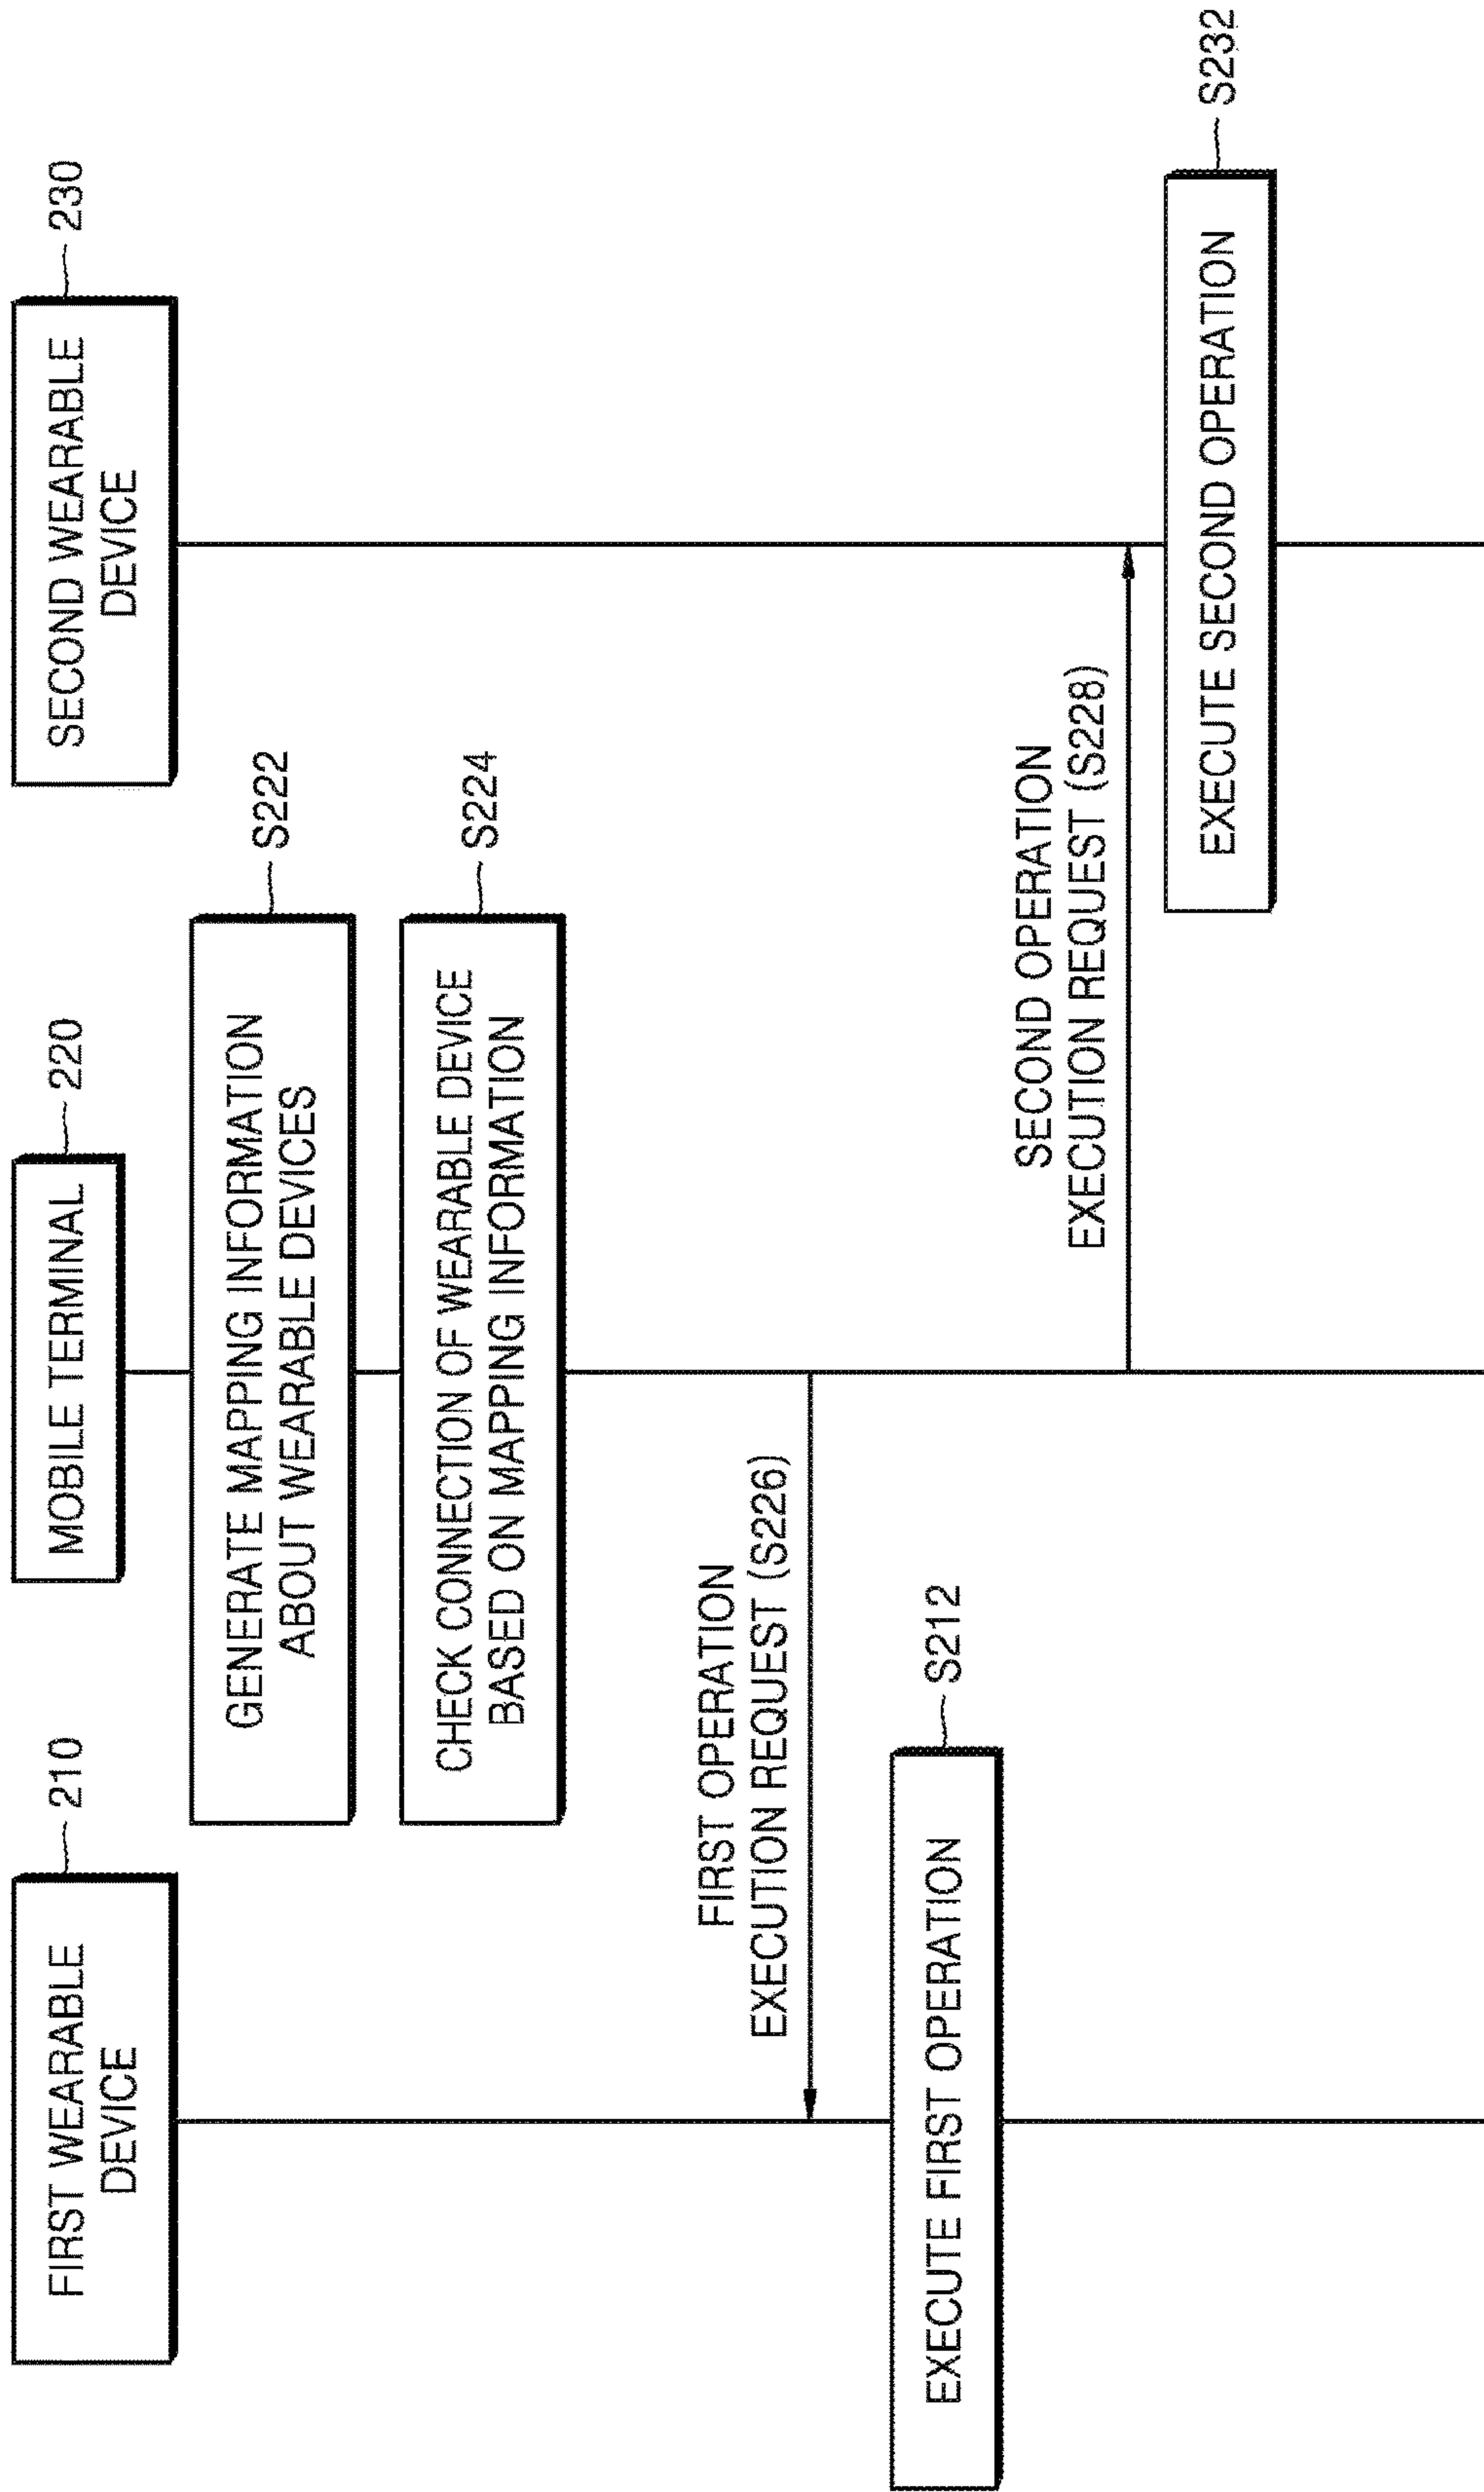 FIRST WEARABLE
DEVICE
210
MOBILE TERMINAL
220
SECOND WEARABLE
DEVICE
230
GENERATE MAPPING INFORMATION
ABOUT WEARABLE DEVICES
S222
CHECK CONNECTION OF WEARABLE DEVICE
BASED ON MAPPING INFORMATION
S224
FIRST OPERATION
EXECUTION REQUEST (S226)
EXECUTE FIRST OPERATION
S212
SECOND OPERATION
EXECUTION REQUEST (S228)
EXECUTE SECOND OPERATION
S232